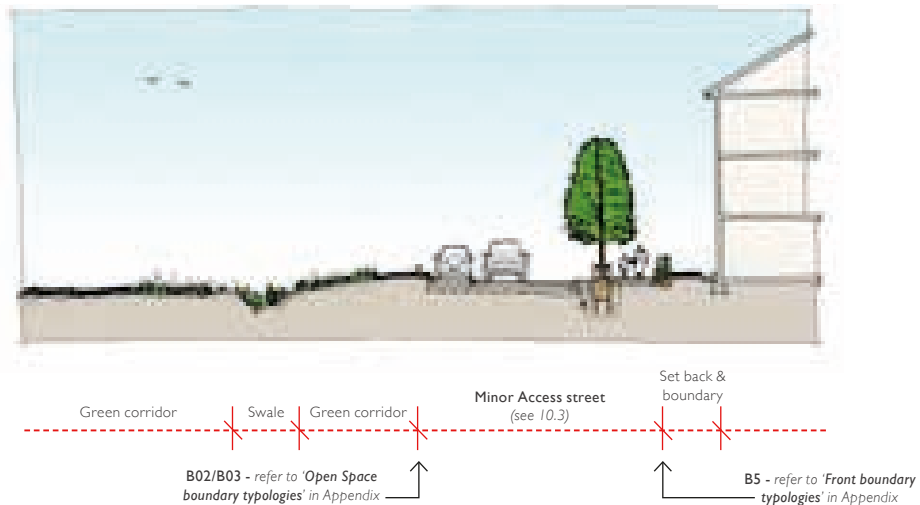 Green corridor
Swale
Green corridor
Minor Access street
(see 10.3)
Set back &
boundary
B02/B03 - refer to 'Open Space
boundary typologies' in Appendix
B5 - refer to 'Front boundary
typologies' in Appendix